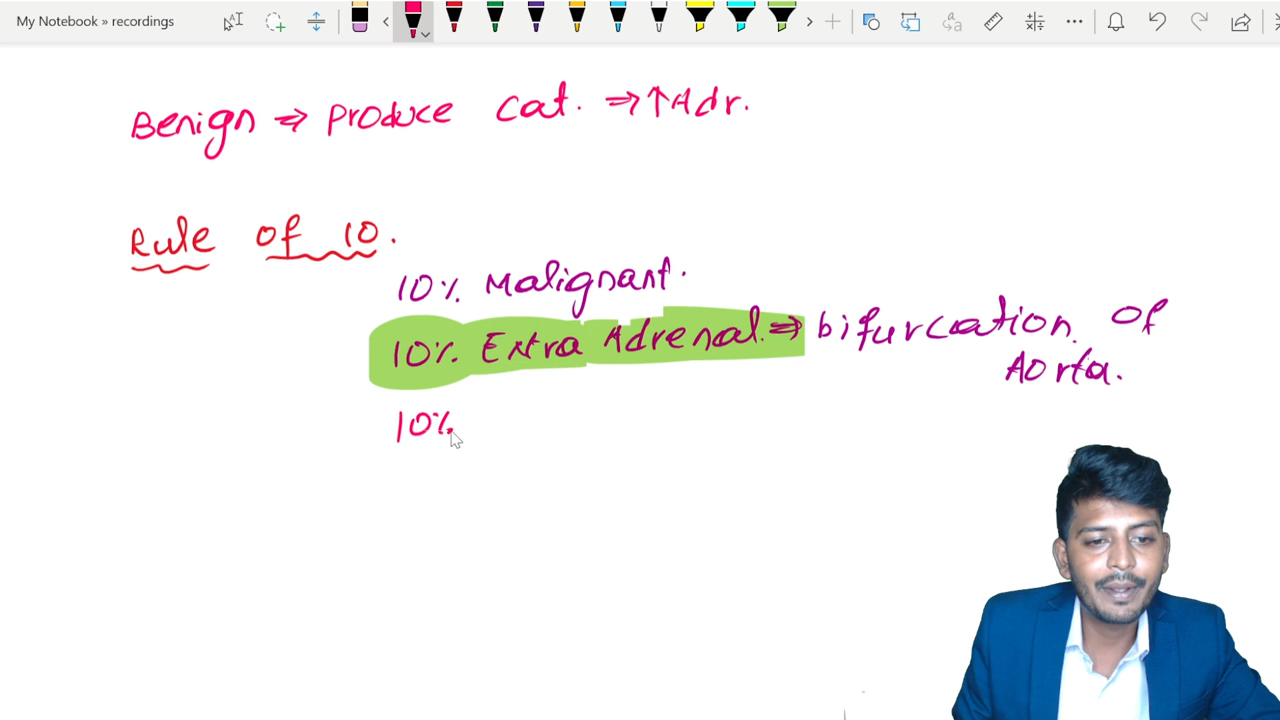 My Notebook » recordings
Benign ⇒ Produce Cat. ⇒ ↑Adr.
Rule of 10.
10% Malignant.
10% Extra Adrenal. ⇒ bifurcation of
Aorta.
10%